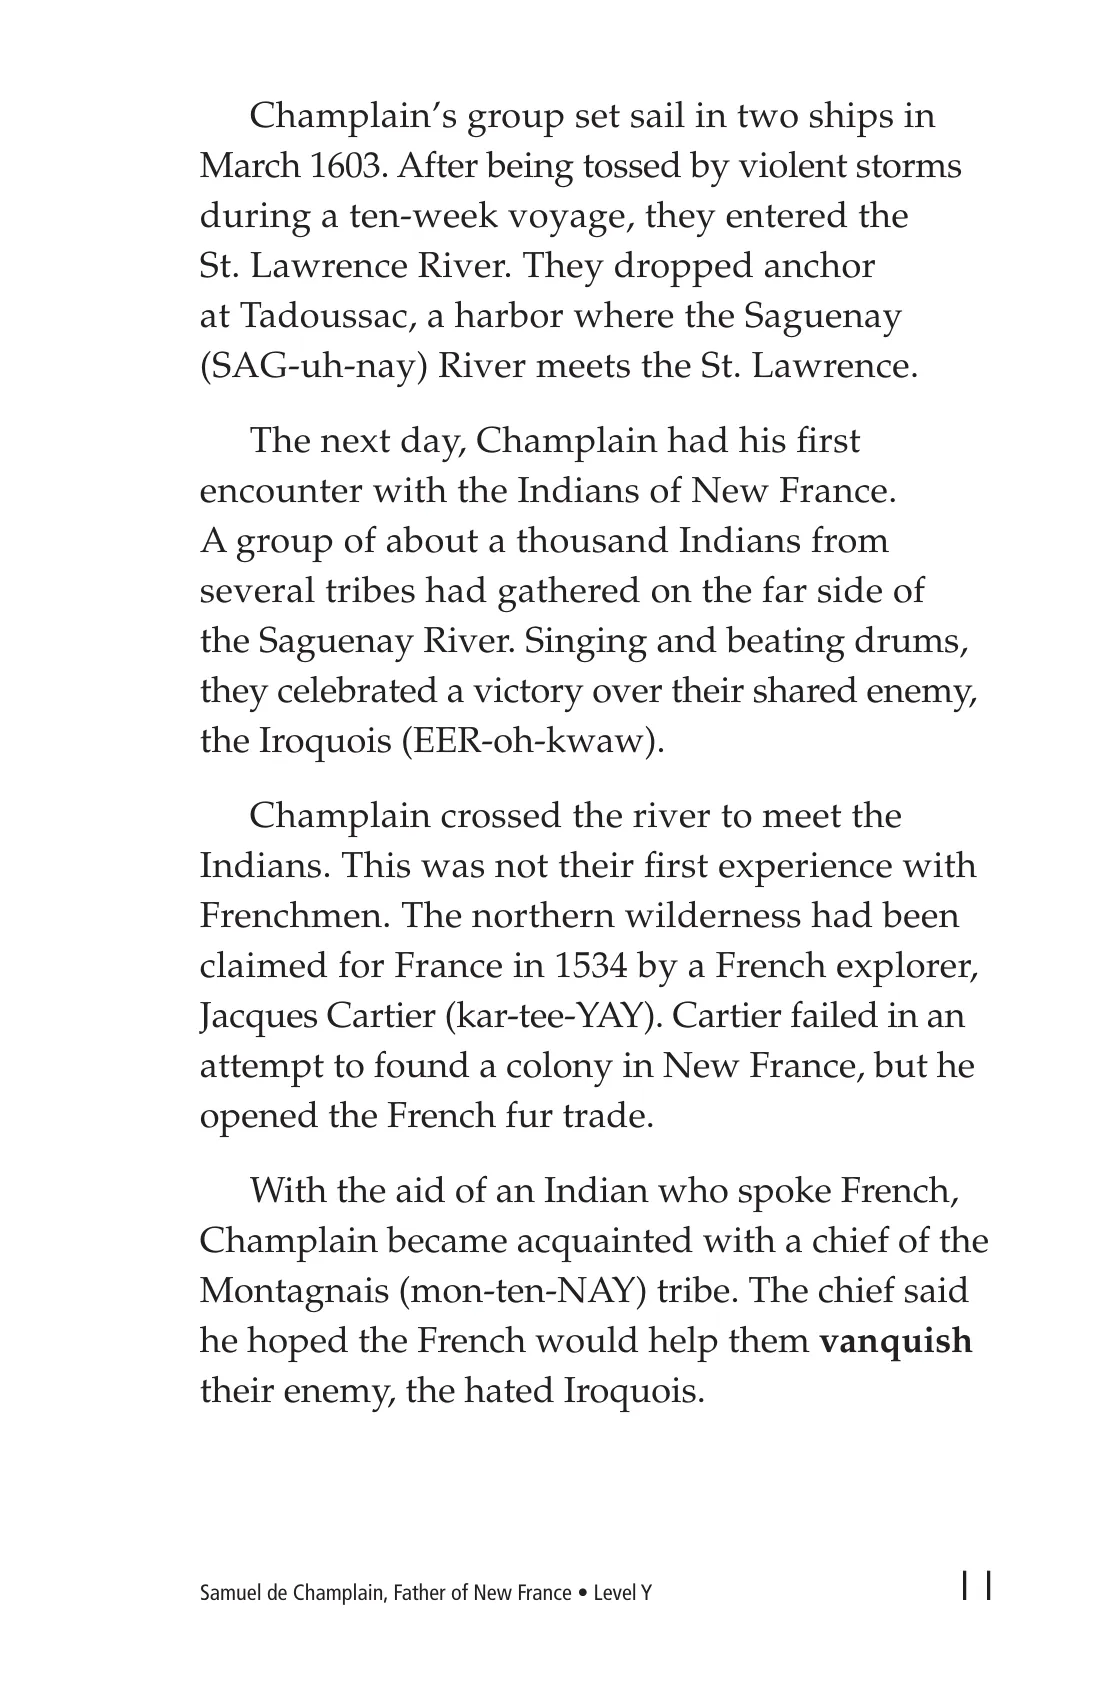 Champlain’s group set sail in two ships in
March 1603. After being tossed by violent storms
during a ten-week voyage, they entered the
St. Lawrence River. They dropped anchor
at Tadoussac, a harbor where the Saguenay
(SAG-uh-nay) River meets the St. Lawrence.
The next day, Champlain had his first
encounter with the Indians of New France.
A group of about a thousand Indians from
several tribes had gathered on the far side of
the Saguenay River. Singing and beating drums,
they celebrated a victory over their shared enemy,
the Iroquois (EER-oh-kwaw).
Champlain crossed the river to meet the
Indians. This was not their first experience with
Frenchmen. The northern wilderness had been
claimed for France in 1534 by a French explorer,
Jacques Cartier (kar-tee-YAY). Cartier failed in an
attempt to found a colony in New France, but he
opened the French fur trade.
With the aid of an Indian who spoke French,
Champlain became acquainted with a chief of the
Montagnais (mon-ten-NAY) tribe. The chief said
he hoped the French would help them vanquish
their enemy, the hated Iroquois.
Samuel de Champlain, Father of New France • Level Y 11